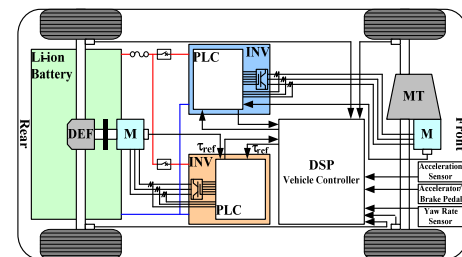 Li-ion
Battery
PLC
INV
MT
Rear
DEF
M
M
Front
τref
τref
INV
PLC
DSP
Vehicle Controller
Acceleration
Sensor
Accelerator/
Brake Pedal
Yaw Rate
Sensor